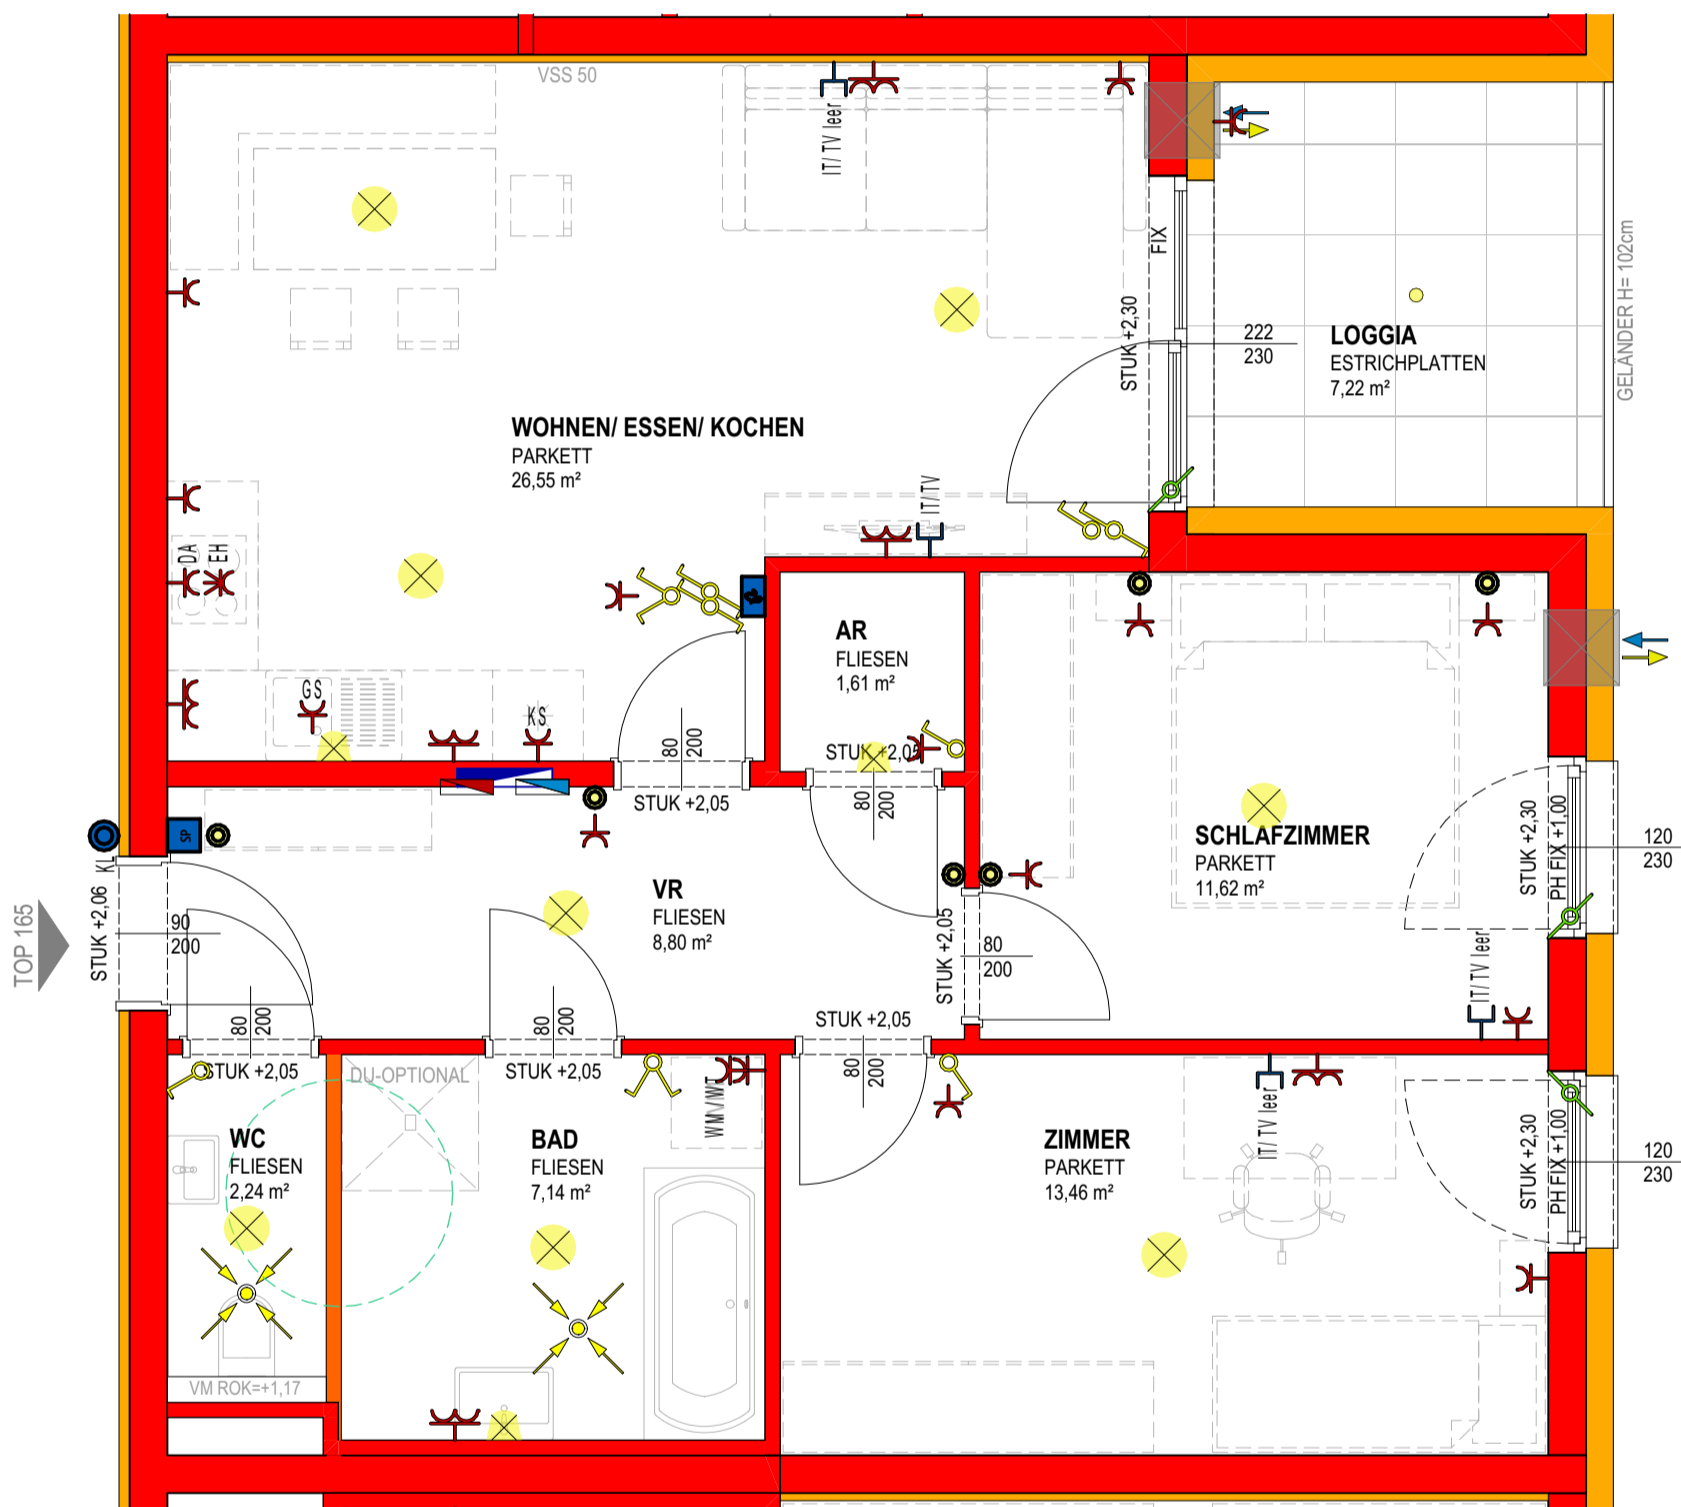 VSS 50
IT/ TV leer
FIX
STUK +2,30
222
230
LOGGIA
ESTRICHPLATTEN
7,22 m²
GELÄNDER H= 102cm
WOHNEN/ ESSEN/ KOCHEN
PARKETT
26,55 m²
IT/ TV
DA
EH
GS
KS
80
200
STUK +2,05
AR
FLIESEN
1,61 m²
STUK +2,05
80
200
SCHLAFZIMMER
PARKETT
11,62 m²
STUK +2,30
PH FIX +1,00
120
230
SP
KL
TOP 165
STUK +2,06
90
200
VR
FLIESEN
8,80 m²
STUK +2,05
80
200
IT/ TV leer
80
200
80
200
STUK +2,05
80
200
STUK +2,05
DU-OPTIONAL
STUK +2,05
WM / WT
WC
FLIESEN
2,24 m²
BAD
FLIESEN
7,14 m²
ZIMMER
PARKETT
13,46 m²
IT/ TV leer
STUK +2,30
PH FIX +1,00
120
230
VM ROK=+1,17